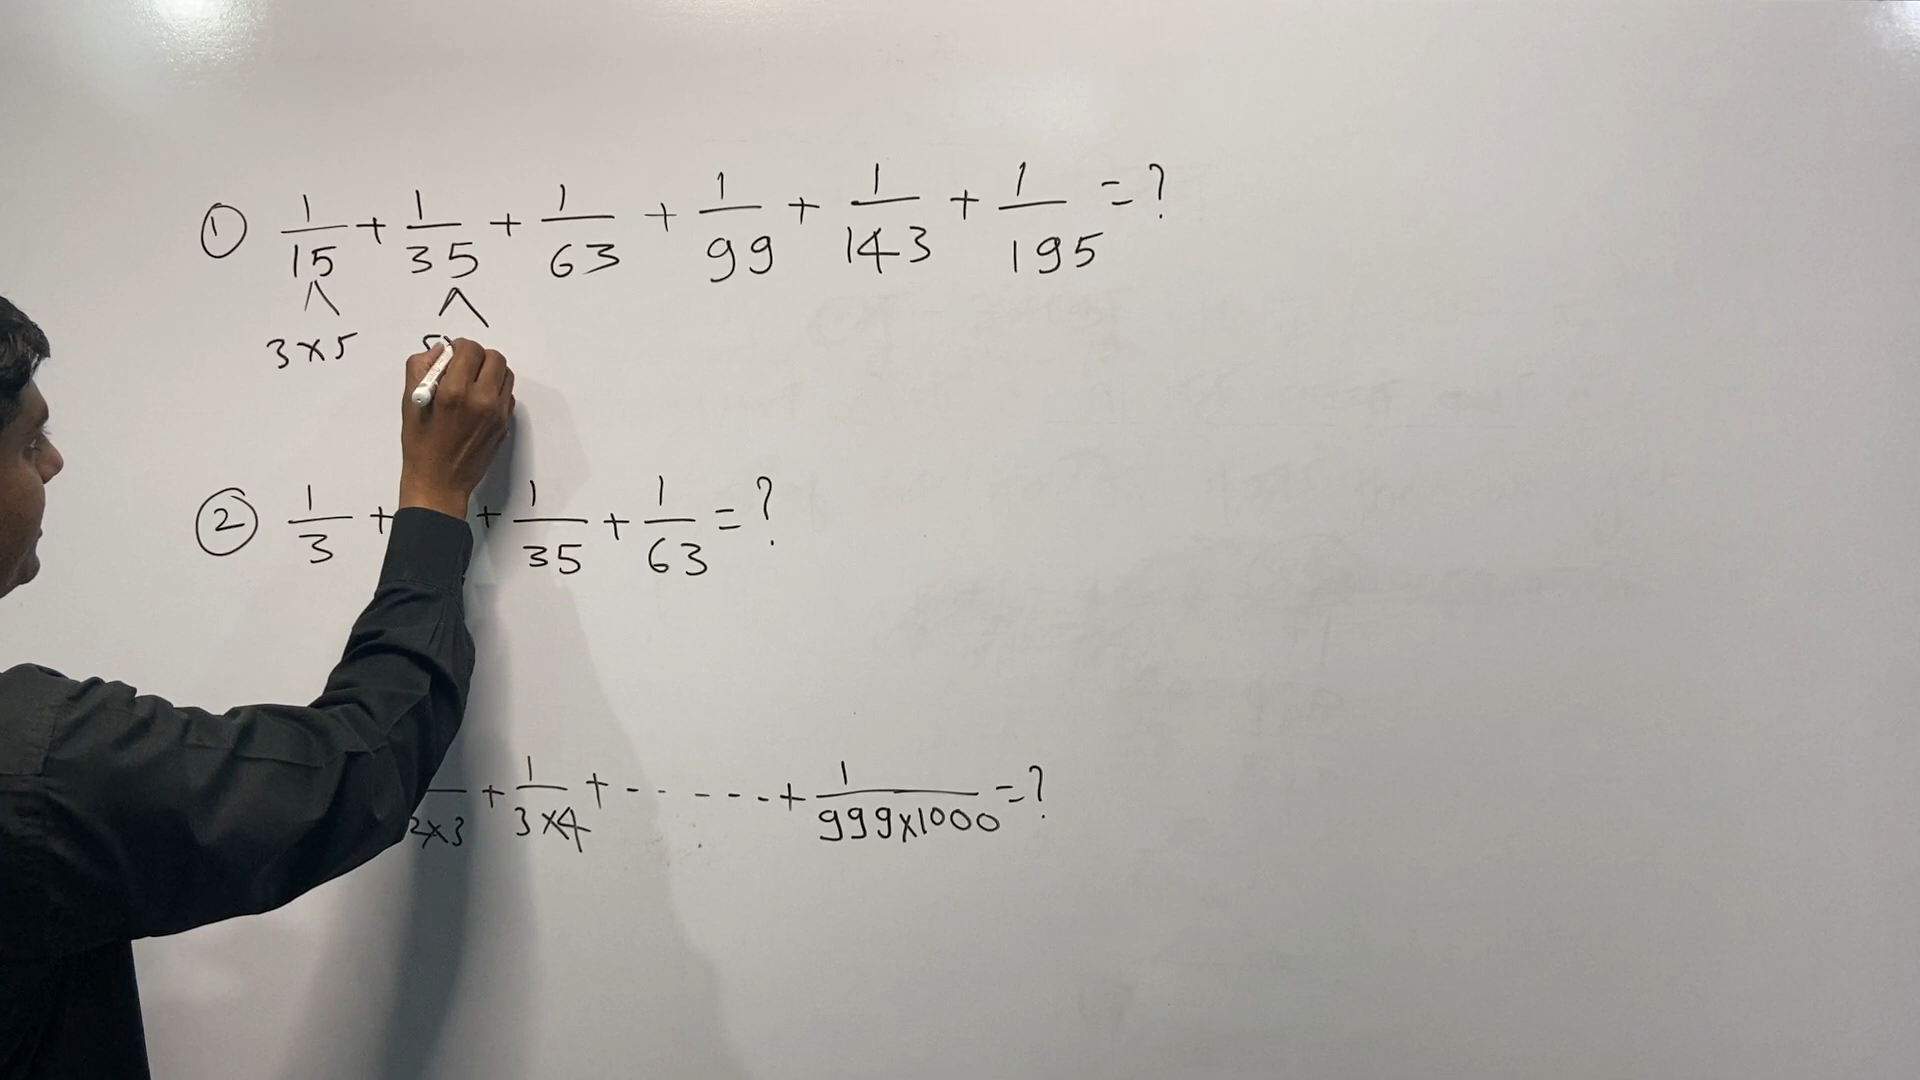 ① 1/15 + 1/35 + 1/63 + 1/99 + 1/143 + 1/195 = ?
3×5 5
② 1/3 + + 1/35 + 1/63 = ?
2×3 + 1/3×4 + - - - - - - + 1/999×1000 = ?